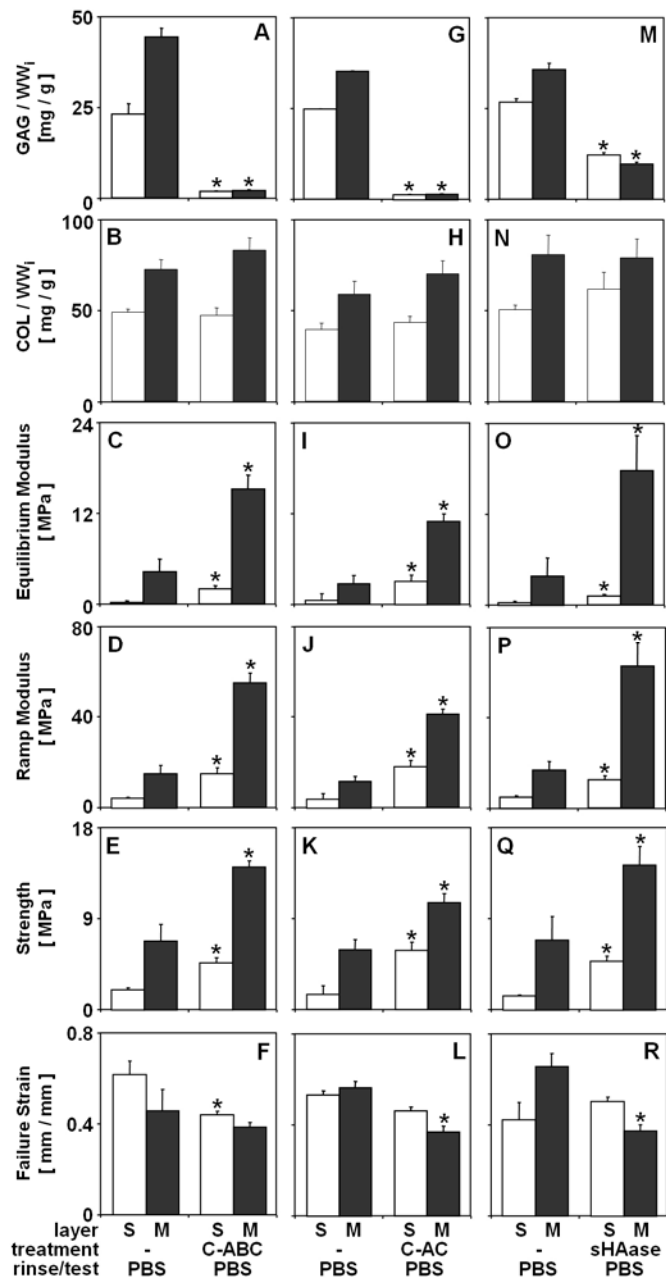 GAG / WWi
[mg / g]
50
25
0
A
* *
G
* *
M
* *
COL / WWi
[ mg / g ]
100
50
0
B
H
N
Equilibrium Modulus
[ MPa ]
24
12
0
C
*
*
I
*
*
O
*
*
Ramp Modulus
[ MPa ]
80
40
0
D
*
*
J
*
*
P
*
*
Strength
[ MPa ]
18
9
0
E
*
*
K
*
*
Q
*
*
Failure Strain
[ mm / mm ]
0.8
0.4
0
F
*
L
*
R
*
layer S M S M S M S M S M S M
treatment - C-ABC - C-AC - sHAase
rinse/test PBS PBS PBS PBS PBS PBS